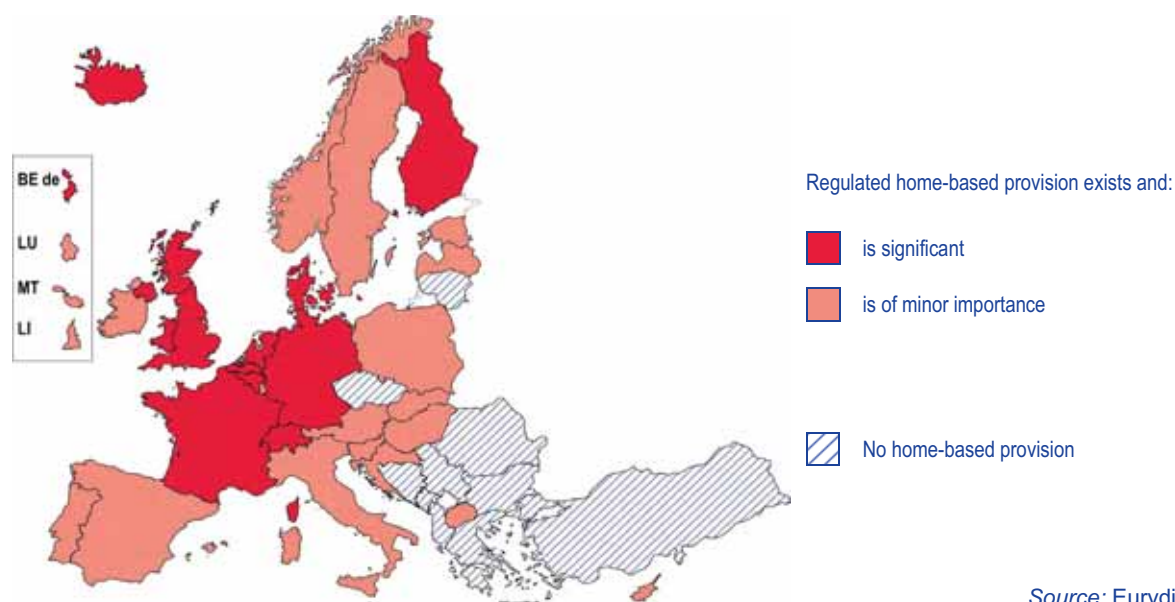 BE de
LU
MT
LI
Regulated home-based provision exists and:
is significant
is of minor importance
No home-based provision
Source: Eurydi